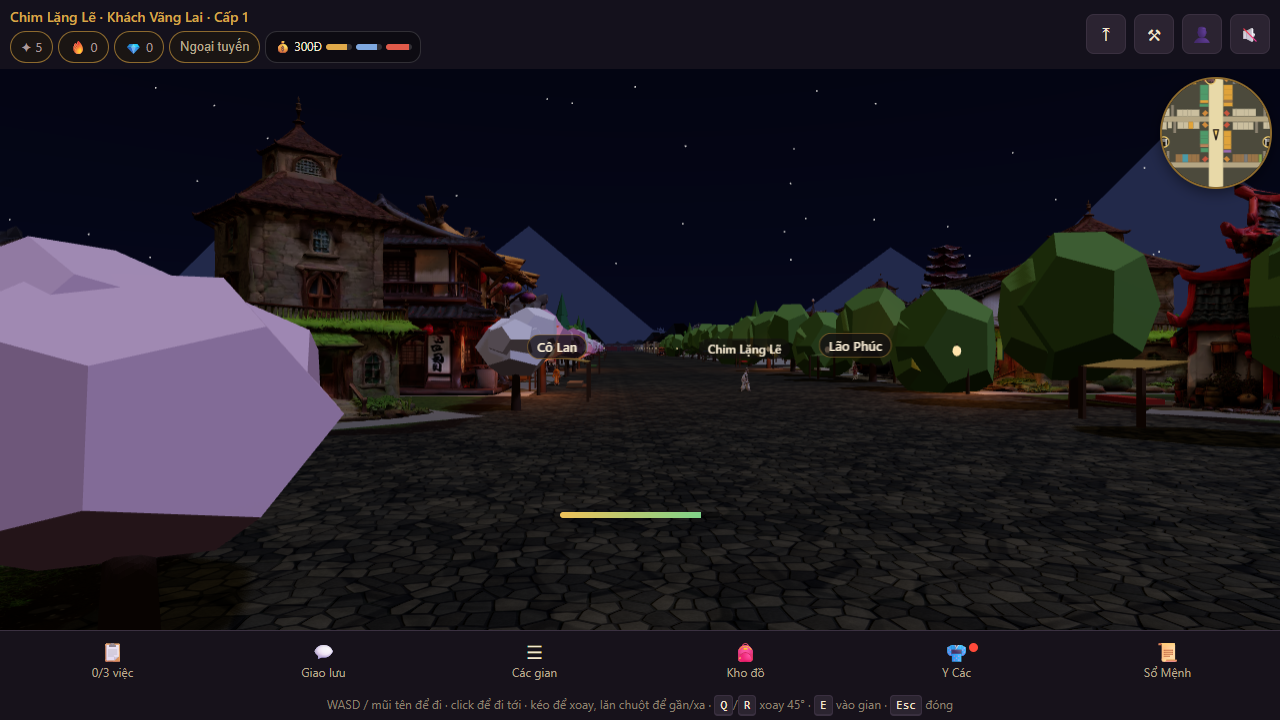 Chim Lặng Lẽ · Khách Vãng Lai · Cấp 1
5
0
0
Ngoại tuyến
300Đ
Cô Lan
Chim Lặng Lẽ
Lão Phúc
0/3 việc
Giao lưu
Các gian
Kho đồ
Y Các
Sổ Mệnh
WASD / mũi tên để đi · click để đi tới · kéo để xoay, lăn chuột để gần/xa · Q / R xoay 45° · E vào gian · Esc đóng